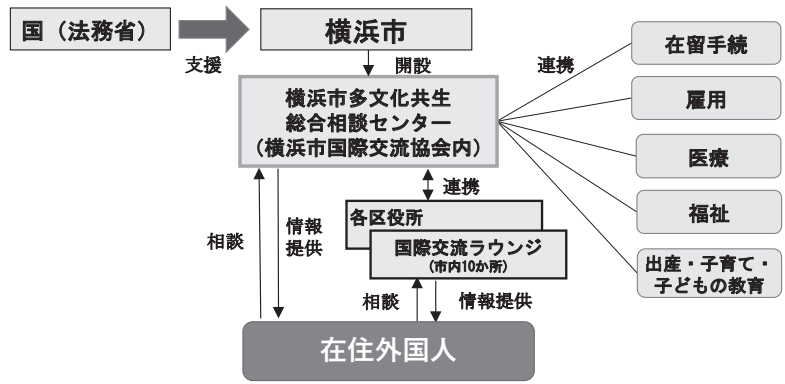 国（法務省）
支援
横浜市
開設
横浜市多文化共生
総合相談センター
（横浜市国際交流協会内）
連携
在留手続
雇用
医療
福祉
出産・子育て・
子どもの教育
連携
各区役所
国際交流ラウンジ
（市内10か所）
相談
情報
提供
相談
情報提供
在住外国人